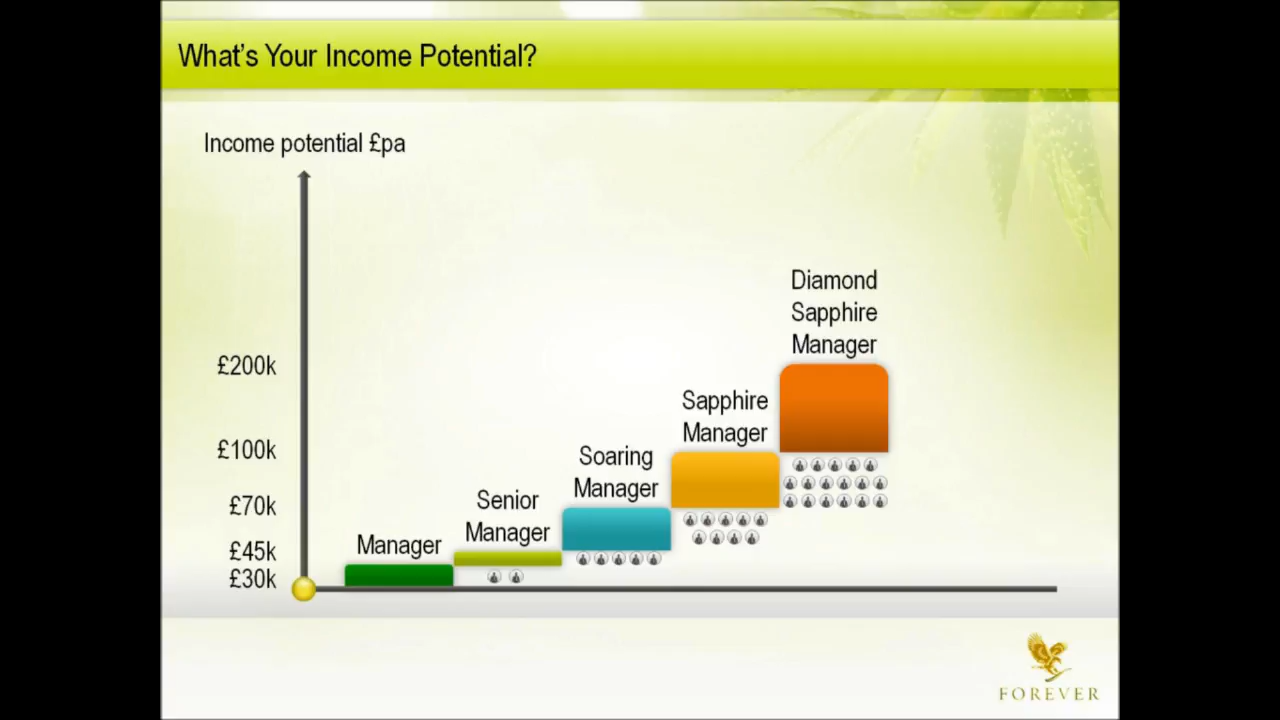 What's Your Income Potential?
Income potential £pa
Diamond
Sapphire
Manager
£200k
Sapphire
Manager
£100k
Soaring
Manager
£70k
Senior
Manager
£45k
Manager
£30k
FOREVER